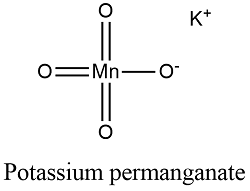 O
K+
O=Mn-O-
O
Potassium permanganate